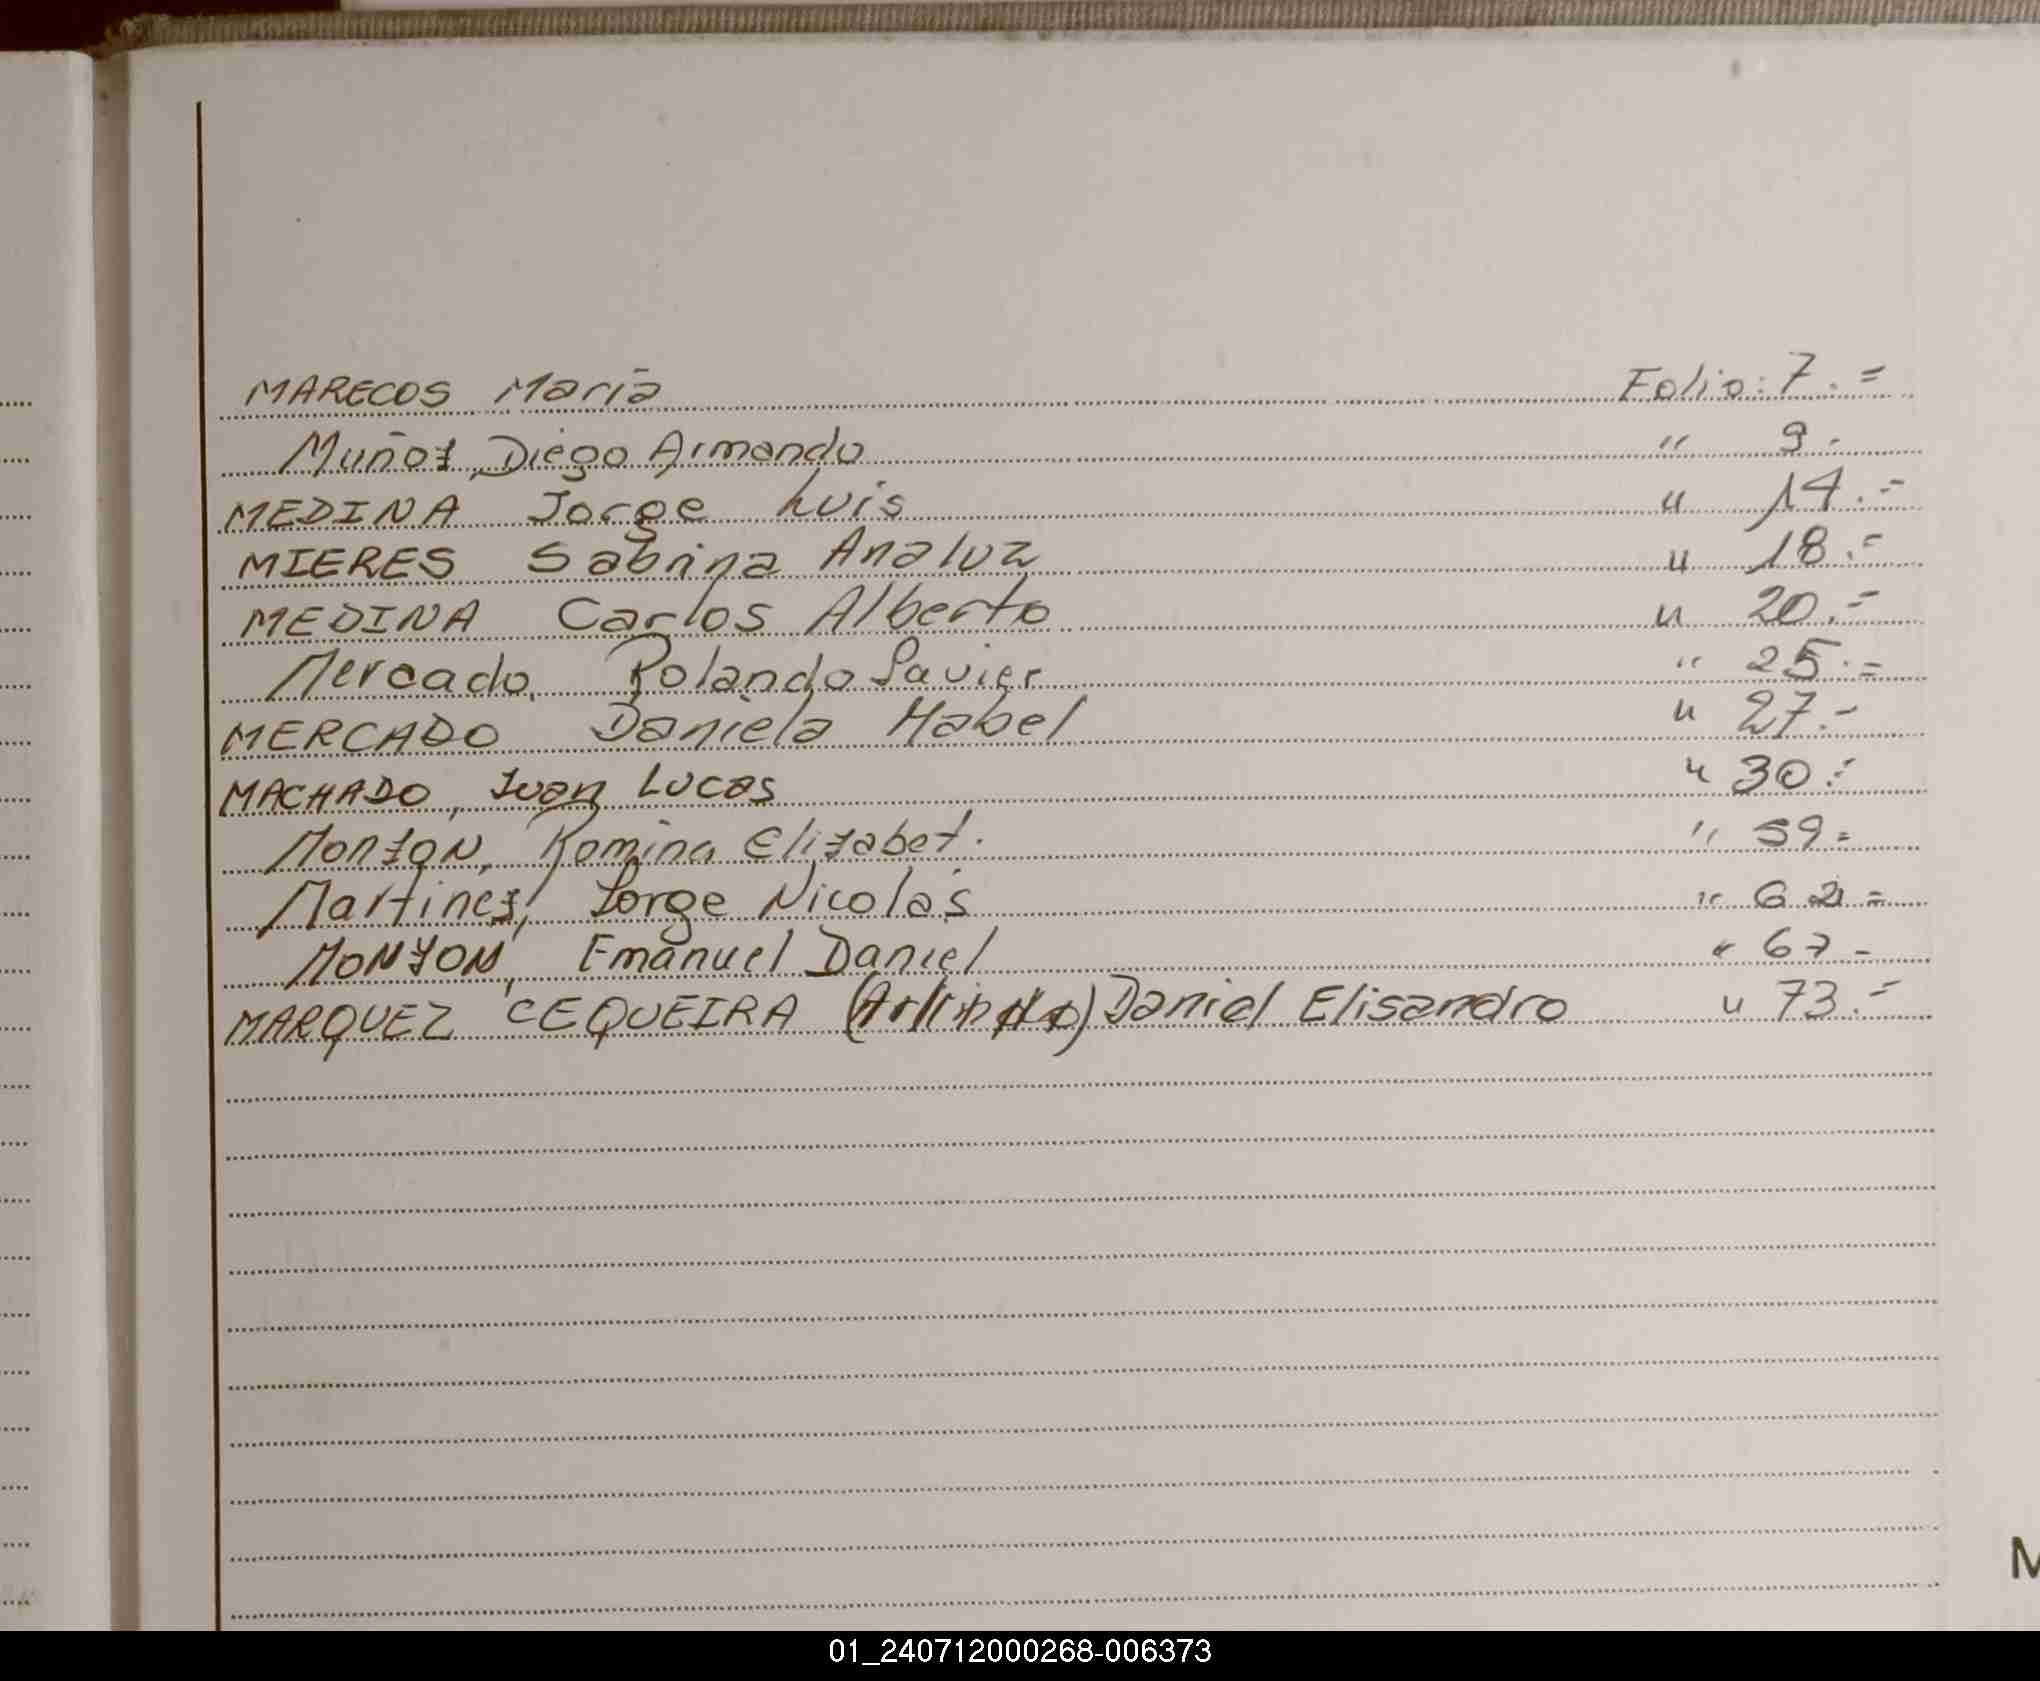 MARECOS María Folio: 7.=
Muñoz, Diego Armando " 9.-
MEDINA Jorge Luis " 14.=
MIERES Sabrina Analuz " 18.=
MEDINA Carlos Alberto " 20.=
Mercado, Rolando Javier " 25.=
MERCADO Daniela Mabel " 27.-
MACHADO, Juan Lucas " 30.=
Monzon, Romina Elizabet. " 59=
Martinez, Jorge Nicolás " 62=
MONZON, Emanuel Daniel " 67-
MARQUEZ CEQUEIRA (Arlindo) Daniel Elisandro " 73.=
M
01_240712000268-006373